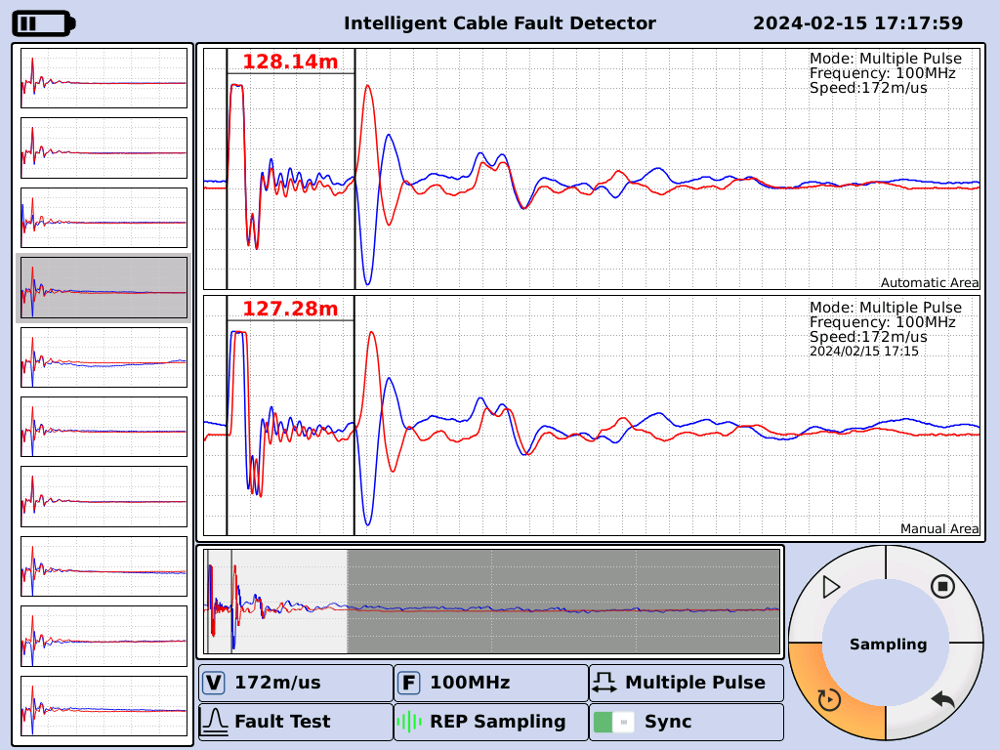 Intelligent Cable Fault Detector
2024-02-15 17:17:59
128.14m
Mode: Multiple Pulse
Frequency: 100MHz
Speed:172m/us
Automatic Area
127.28m
Mode: Multiple Pulse
Frequency: 100MHz
Speed:172m/us
2024/02/15 17:15
Manual Area
Sampling
V 172m/us
F 100MHz
Multiple Pulse
Fault Test
REP Sampling
Sync